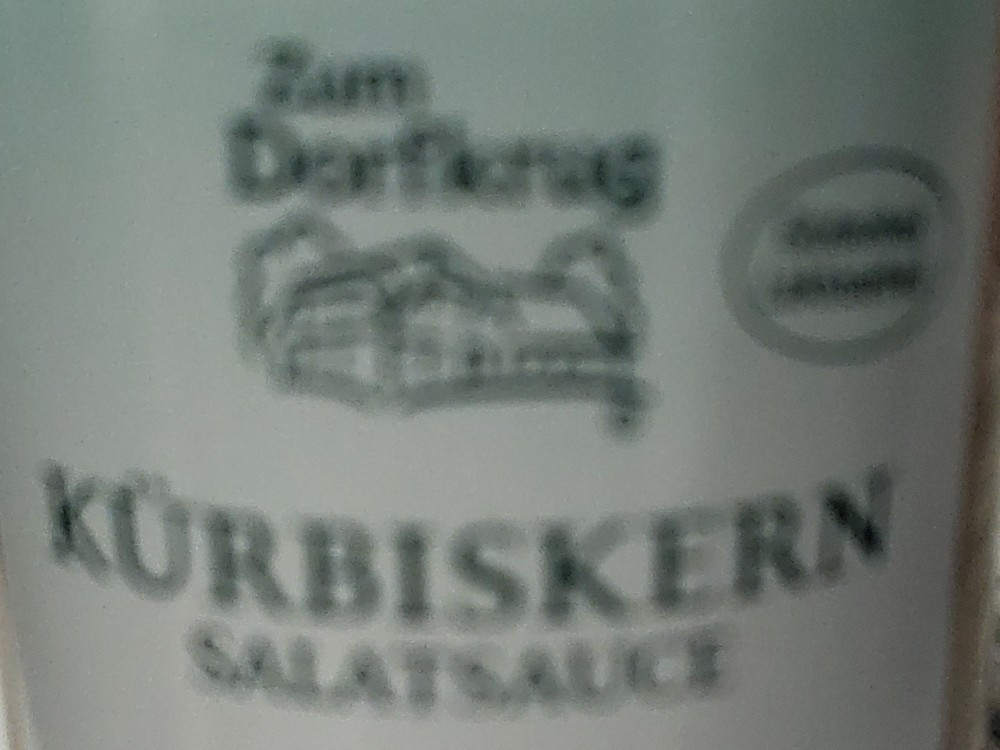 Zum
Dorfkrug
KÜRBISKERN
SALATSAUCE